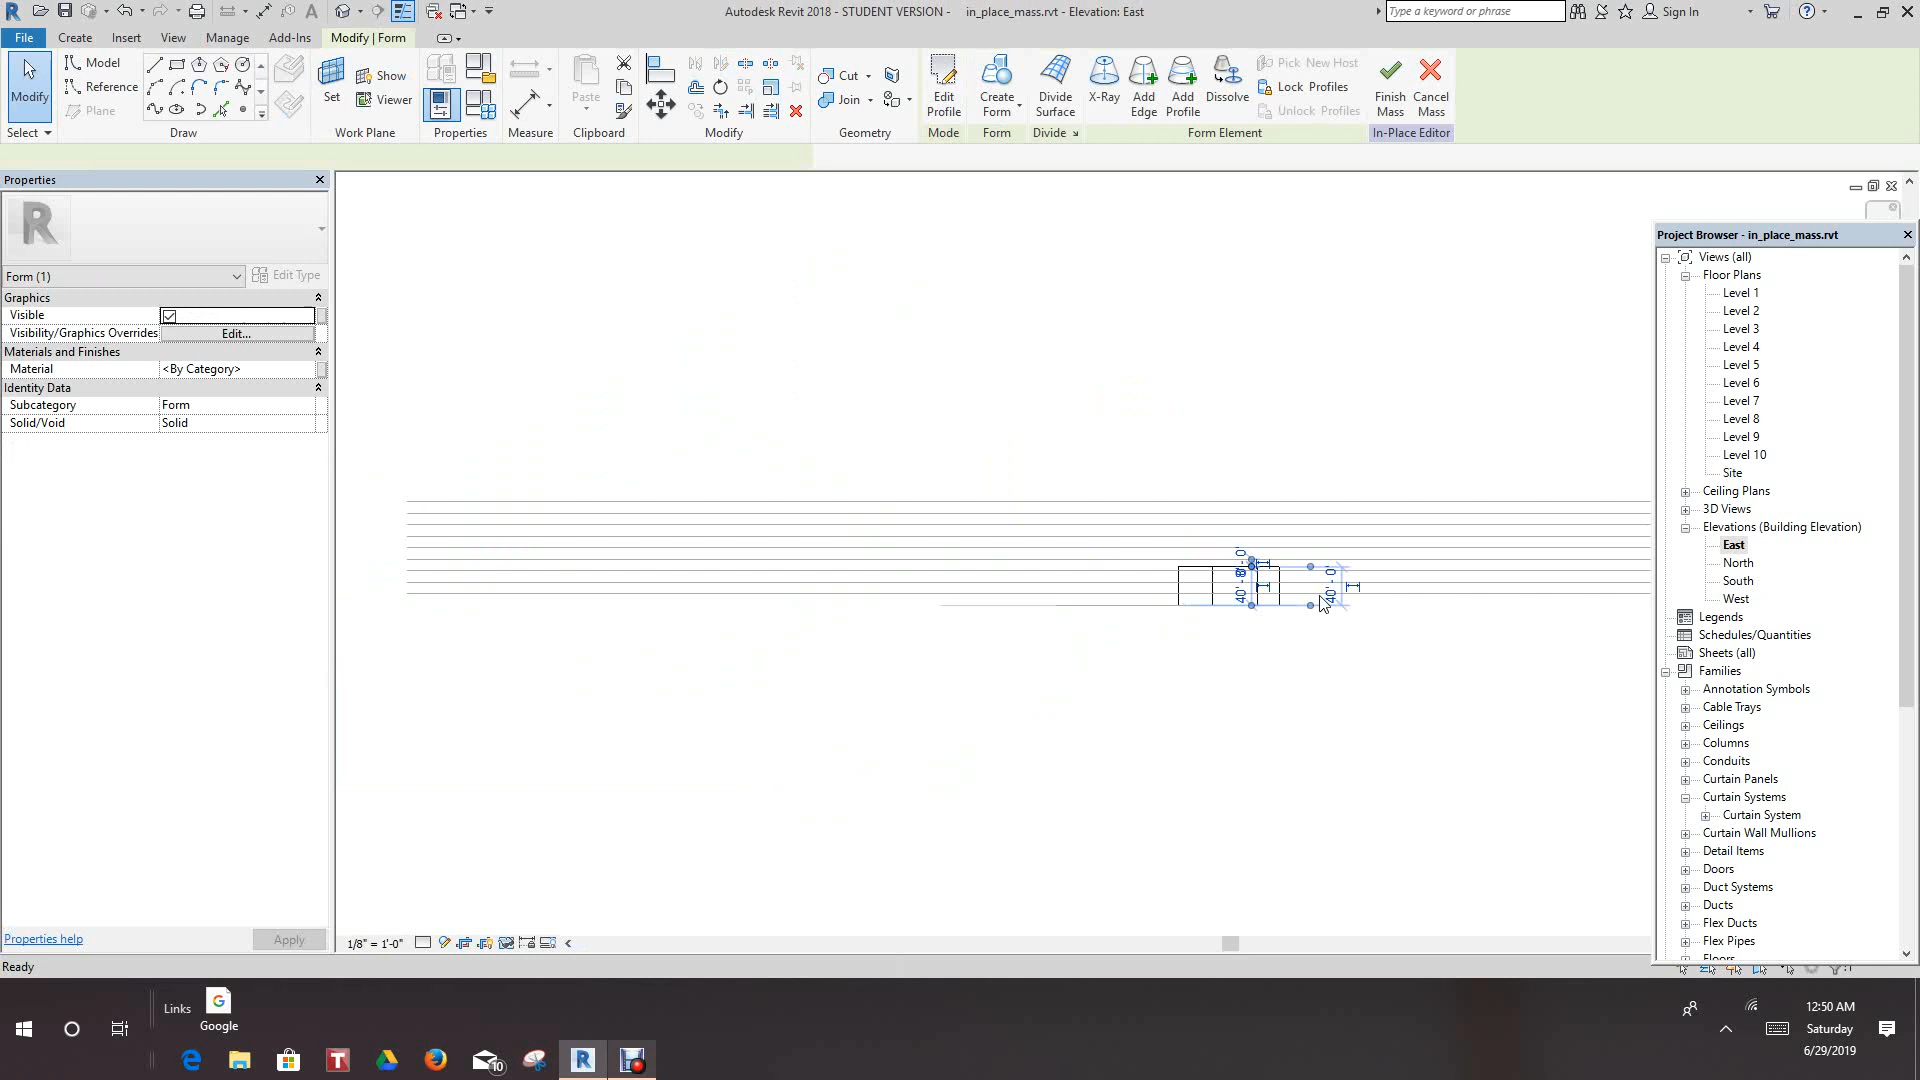 Autodesk Revit 2018 - STUDENT VERSION -
in_place_mass.rvt - Elevation: East
Type a keyword or phrase
Sign In
File
Create
Insert
View
Manage
Add-Ins
Modify | Form
Modify
Model
Reference
Plane
Set
Show
Viewer
Paste
Cut
Join
Edit Profile
Create Form
Divide Surface
X-Ray
Add Edge
Add Profile
Dissolve
Pick New Host
Lock Profiles
Unlock Profiles
Finish Mass
Cancel Mass
Select
Draw
Work Plane
Properties
Measure
Clipboard
Modify
Geometry
Mode
Form
Divide
Form Element
In-Place Editor
Properties
Form (1)
Edit Type
Graphics
Visible
Visibility/Graphics Overrides
Edit...
Materials and Finishes
Material
<By Category>
Identity Data
Subcategory
Form
Solid/Void
Solid
Properties help
Apply
40' - 0"
Project Browser - in_place_mass.rvt
Views (all)
Floor Plans
Level 1
Level 2
Level 3
Level 4
Level 5
Level 6
Level 7
Level 8
Level 9
Level 10
Site
Ceiling Plans
3D Views
Elevations (Building Elevation)
East
North
South
West
Legends
Schedules/Quantities
Sheets (all)
Families
Annotation Symbols
Cable Trays
Ceilings
Columns
Conduits
Curtain Panels
Curtain Systems
Curtain System
Curtain Wall Mullions
Detail Items
Doors
Duct Systems
Ducts
Flex Ducts
Flex Pipes
Floors
1/8" = 1'-0"
Ready
Links
Google
10
12:50 AM
Saturday
6/29/2019